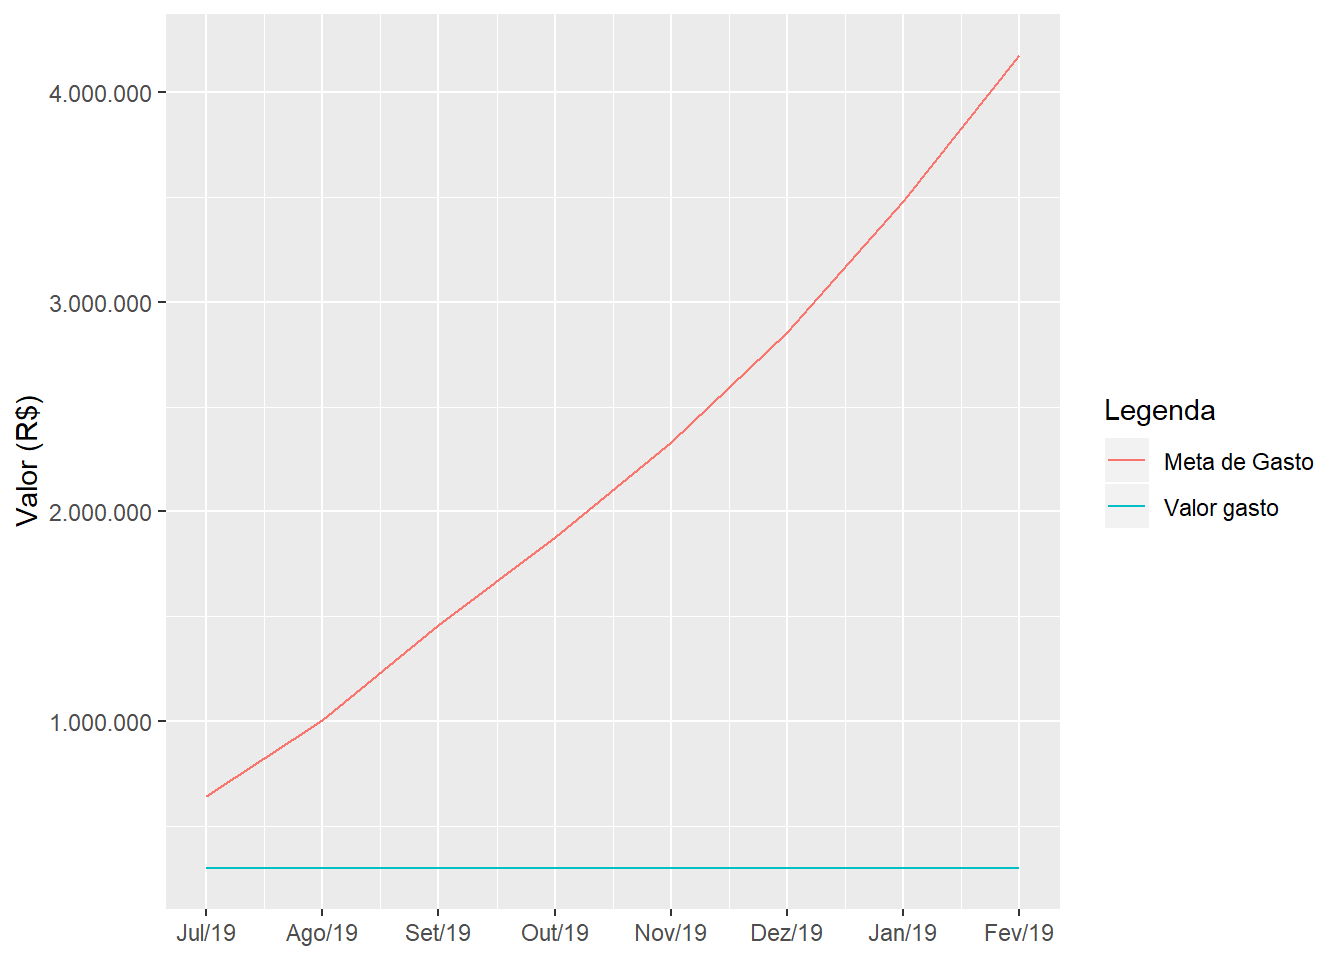 4.000.000
3.000.000
2.000.000
1.000.000
Valor (R$)
Jul/19 Ago/19 Set/19 Out/19 Nov/19 Dez/19 Jan/19 Fev/19
Legenda
Meta de Gasto
Valor gasto